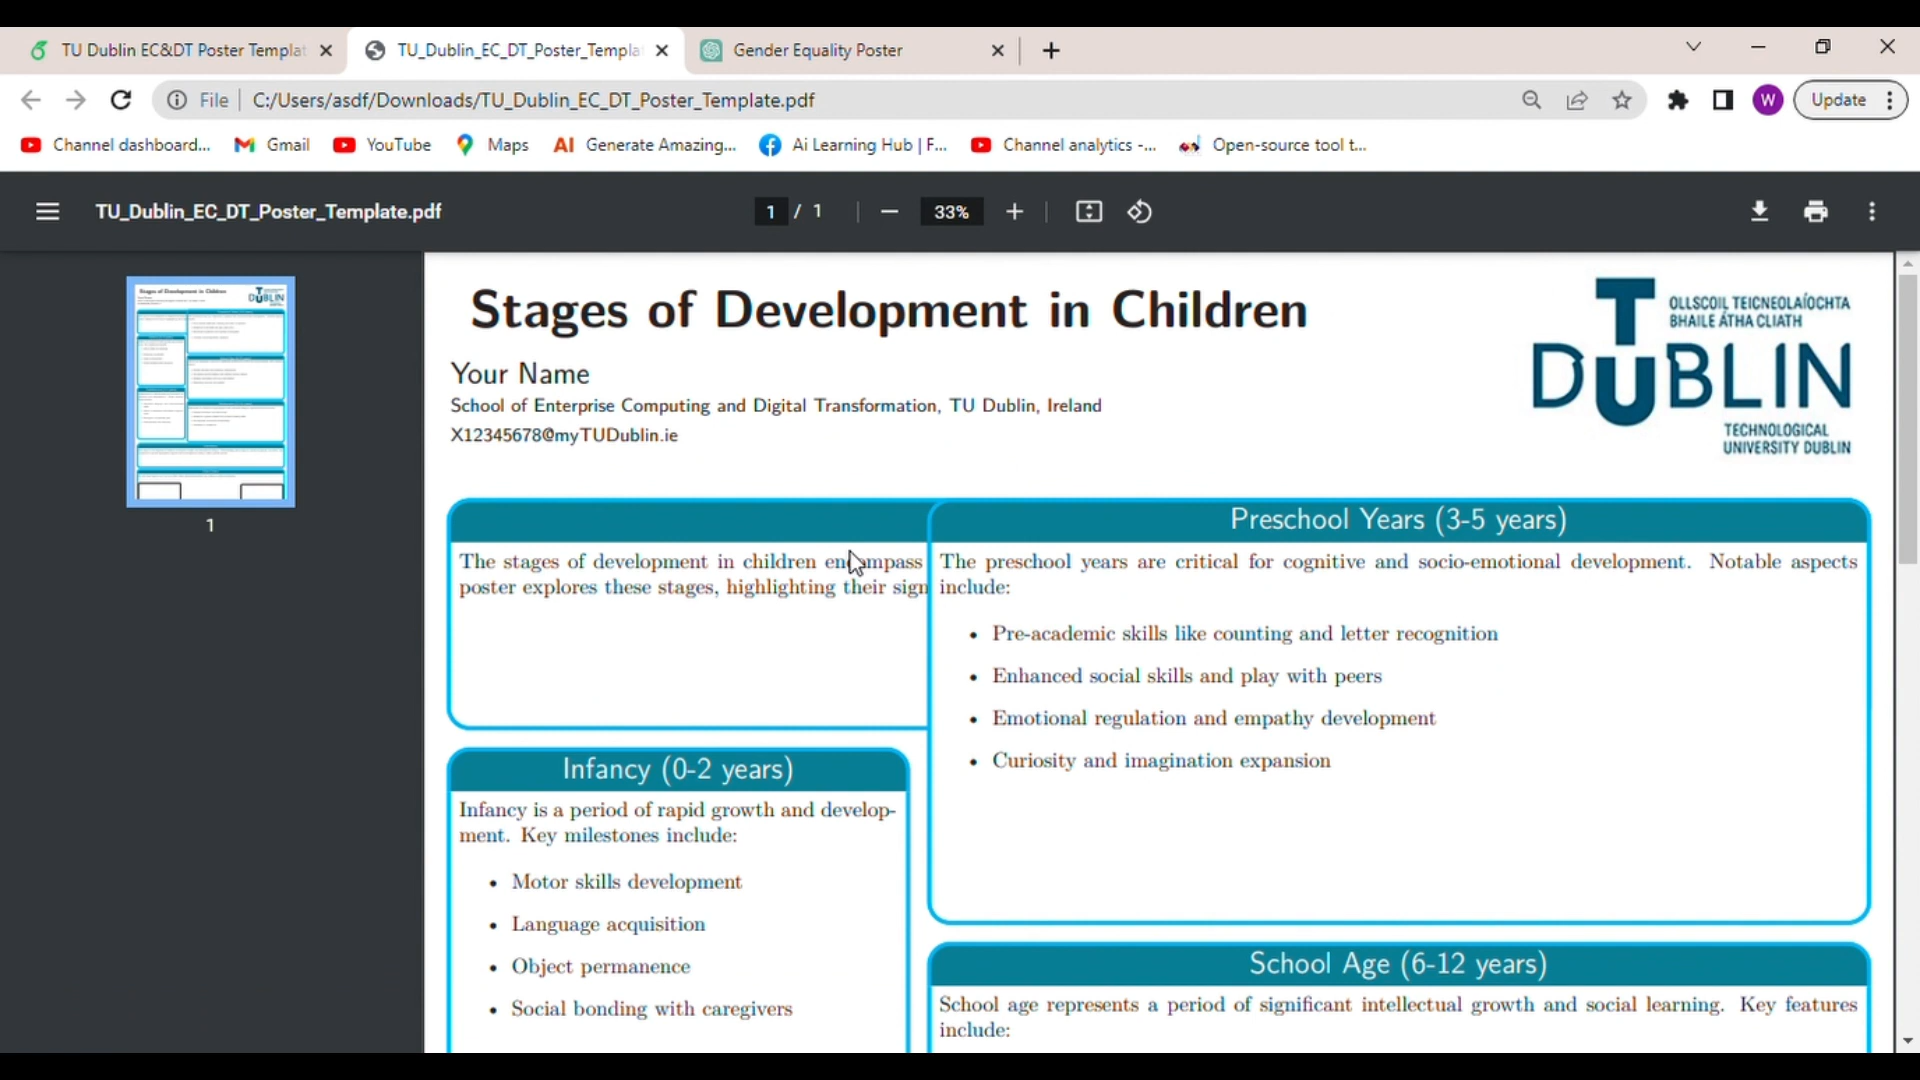 TU Dublin EC&DT Poster Templat
TU_Dublin_EC_DT_Poster_Templa
Gender Equality Poster
File
C:/Users/asdf/Downloads/TU_Dublin_EC_DT_Poster_Template.pdf
W
Update
Channel dashboard...
Gmail
YouTube
Maps
AI Generate Amazing...
Ai Learning Hub | F...
Channel analytics -...
Open-source tool t...
TU_Dublin_EC_DT_Poster_Template.pdf
1 / 1
33%
1
Stages of Development in Children
Your Name
School of Enterprise Computing and Digital Transformation, TU Dublin, Ireland
X12345678@myTUDublin.ie
OLLSCOIL TEICNEOLAÍOCHTA
BHAILE ÁTHA CLIATH
TU DUBLIN
TECHNOLOGICAL
UNIVERSITY DUBLIN
The stages of development in children encompass
poster explores these stages, highlighting their sign
Infancy (0-2 years)
Infancy is a period of rapid growth and develop-
ment. Key milestones include:
• Motor skills development
• Language acquisition
• Object permanence
• Social bonding with caregivers
Preschool Years (3-5 years)
The preschool years are critical for cognitive and socio-emotional development. Notable aspects
include:
• Pre-academic skills like counting and letter recognition
• Enhanced social skills and play with peers
• Emotional regulation and empathy development
• Curiosity and imagination expansion
School Age (6-12 years)
School age represents a period of significant intellectual growth and social learning. Key features
include: